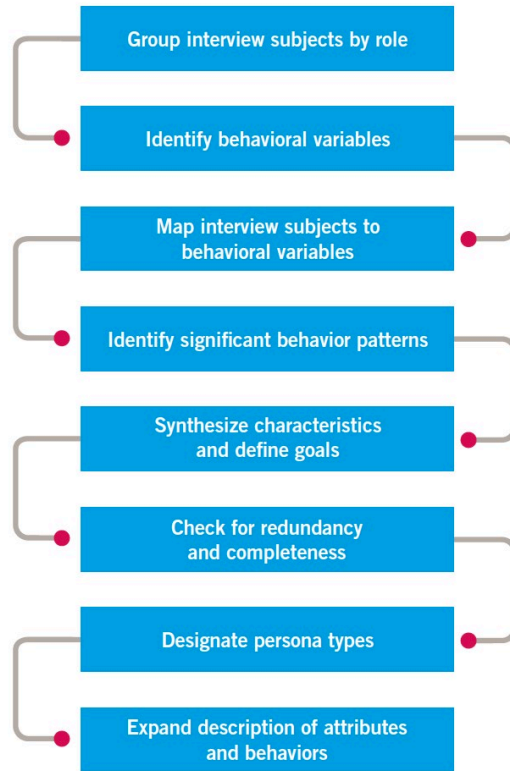 Group interview subjects by role
Identify behavioral variables
Map interview subjects to
behavioral variables
Identify significant behavior patterns
Synthesize characteristics
and define goals
Check for redundancy
and completeness
Designate persona types
Expand description of attributes
and behaviors